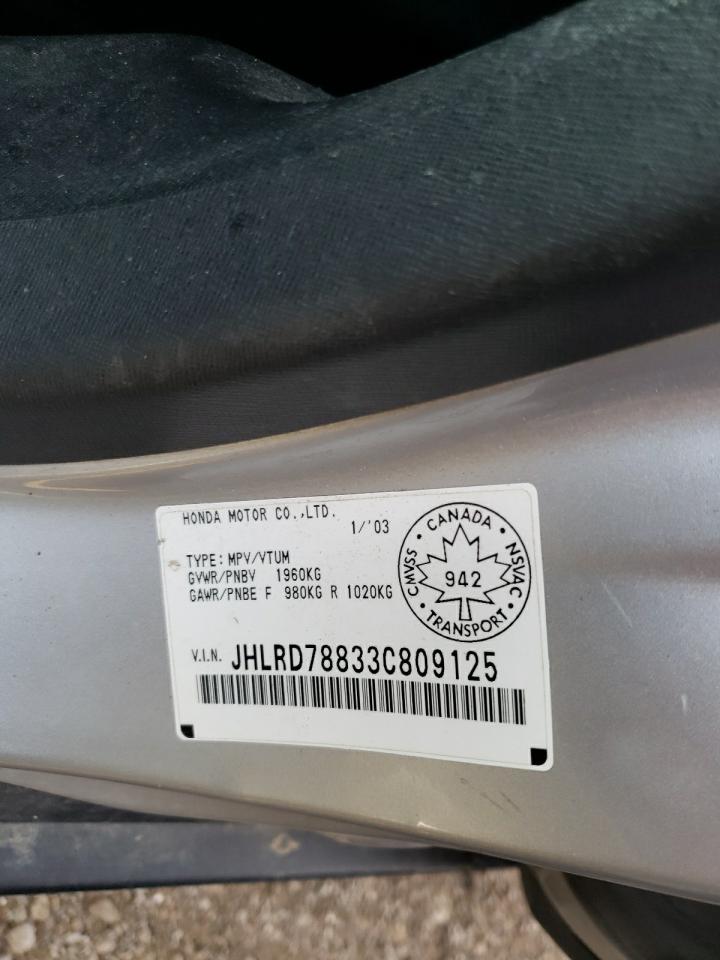 HONDA MOTOR CO.,LTD.
1/'03
TYPE: MPV/VTUM
GVWR/PNBV 1960KG
GAWR/PNBE F 980KG R 1020KG
CANADA · NSVAC · TRANSPORT · CMVSS ·
942
V.I.N. JHLRD78833C809125